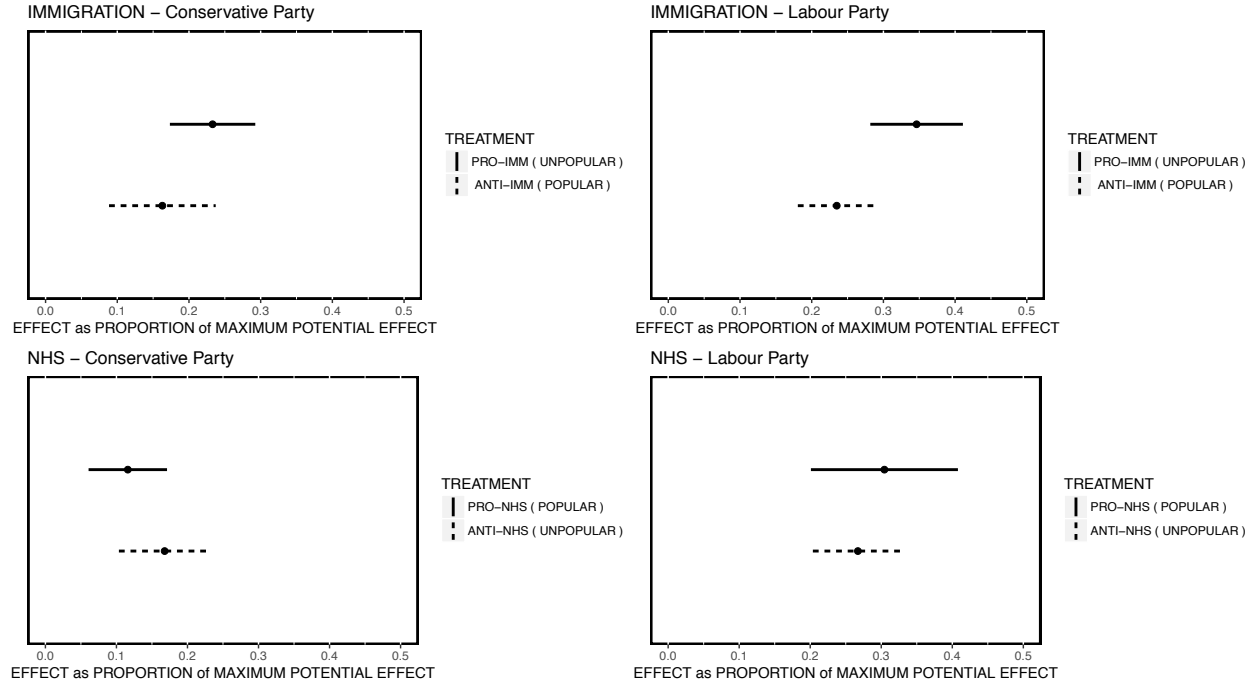 IMMIGRATION – Conservative Party
TREATMENT
PRO–IMM ( UNPOPULAR )
ANTI–IMM ( POPULAR )
0.0 0.1 0.2 0.3 0.4 0.5
EFFECT as PROPORTION of MAXIMUM POTENTIAL EFFECT
IMMIGRATION – Labour Party
TREATMENT
PRO–IMM ( UNPOPULAR )
ANTI–IMM ( POPULAR )
0.0 0.1 0.2 0.3 0.4 0.5
EFFECT as PROPORTION of MAXIMUM POTENTIAL EFFECT
NHS – Conservative Party
TREATMENT
PRO–NHS ( POPULAR )
ANTI–NHS ( UNPOPULAR )
0.0 0.1 0.2 0.3 0.4 0.5
EFFECT as PROPORTION of MAXIMUM POTENTIAL EFFECT
NHS – Labour Party
TREATMENT
PRO–NHS ( POPULAR )
ANTI–NHS ( UNPOPULAR )
0.0 0.1 0.2 0.3 0.4 0.5
EFFECT as PROPORTION of MAXIMUM POTENTIAL EFFECT